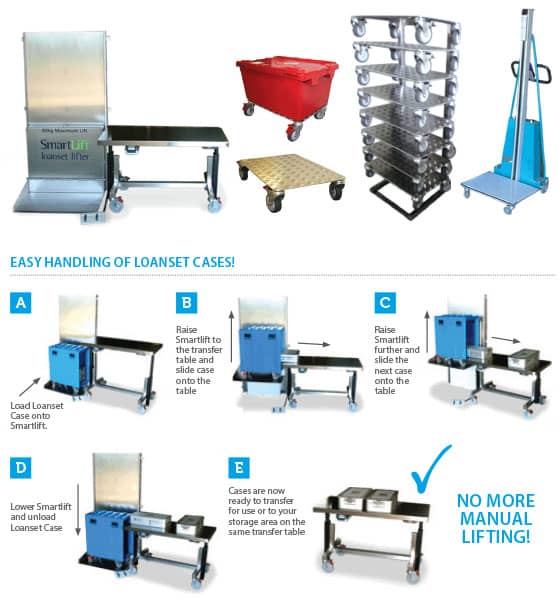 80kg Maximum Lift
SmartLift
loanset lifter
EASY HANDLING OF LOANSET CASES!
A
Load Loanset
Case onto
Smartlift.
B
Raise
Smartlift to
the transfer
table and
slide case
onto the
table
C
Raise
Smartlift
further and
slide the
next case
onto the
table
D
Lower Smartlift
and unload
Loanset Case
E
Cases are now
ready to transfer
for use or to your
storage area on the
same transfer table
NO MORE
MANUAL
LIFTING!